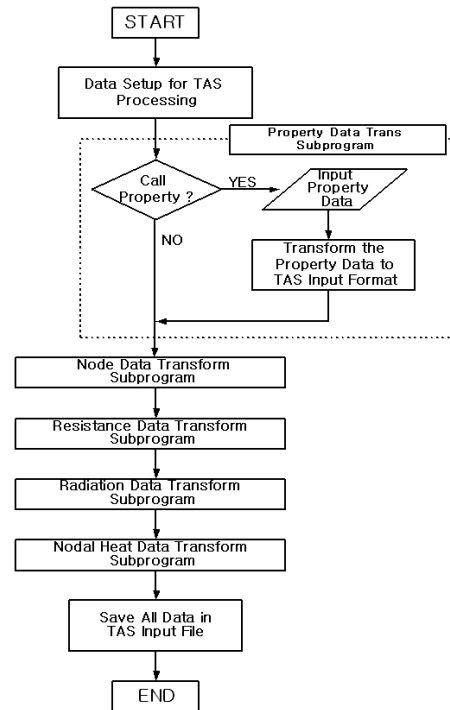 START
Data Setup for TAS
Processing
Property Data Trans
Subprogram
Call
Property ?
YES
Input
Property
Data
NO
Transform the
Property Data to
TAS Input Format
Node Data Transform
Subprogram
Resistance Data Transform
Subprogram
Radiation Data Transform
Subprogram
Nodal Heat Data Transform
Subprogram
Save All Data in
TAS Input File
END